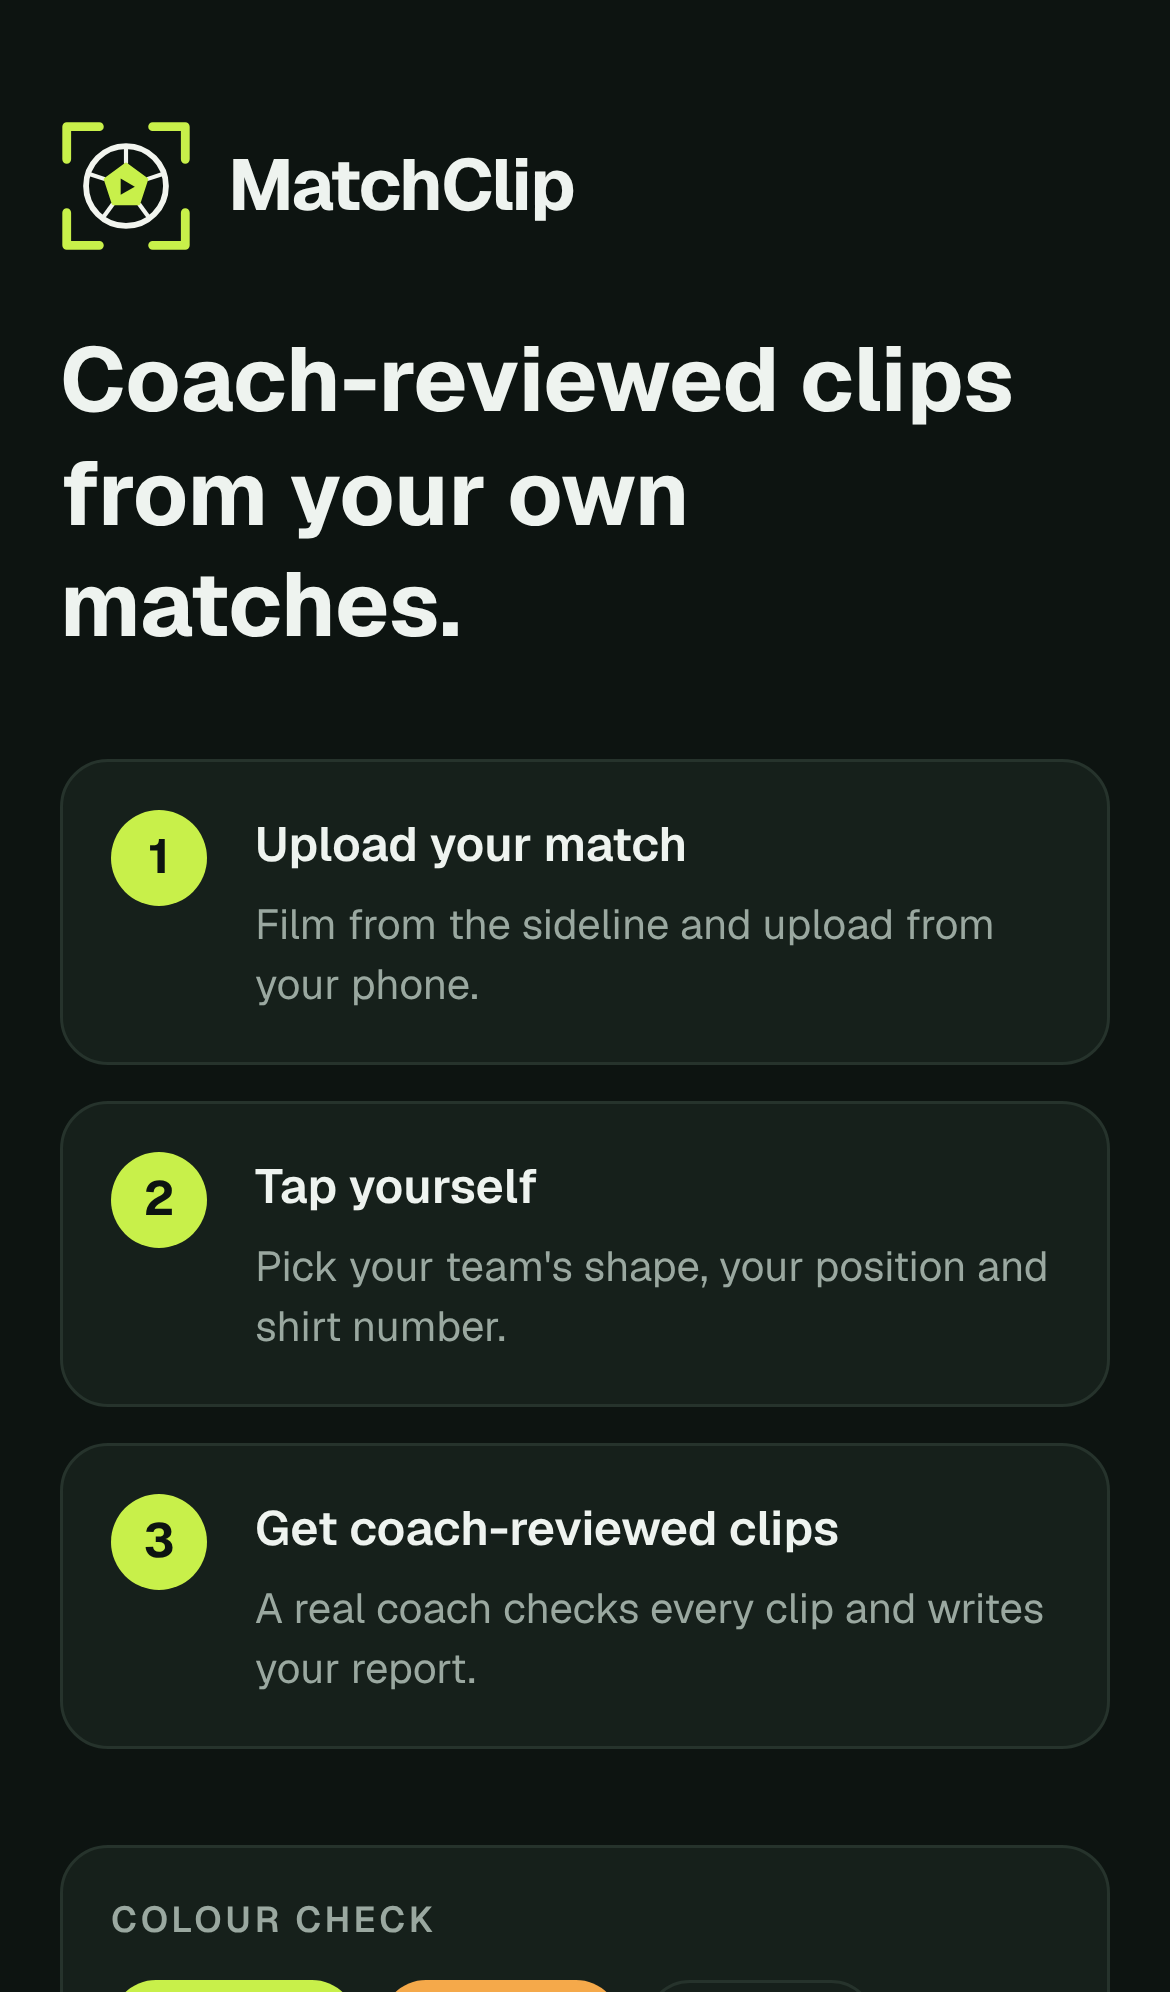 MatchClip
Coach-reviewed clips
from your own
matches.
1
Upload your match
Film from the sideline and upload from
your phone.
2
Tap yourself
Pick your team's shape, your position and
shirt number.
3
Get coach-reviewed clips
A real coach checks every clip and writes
your report.
COLOUR CHECK